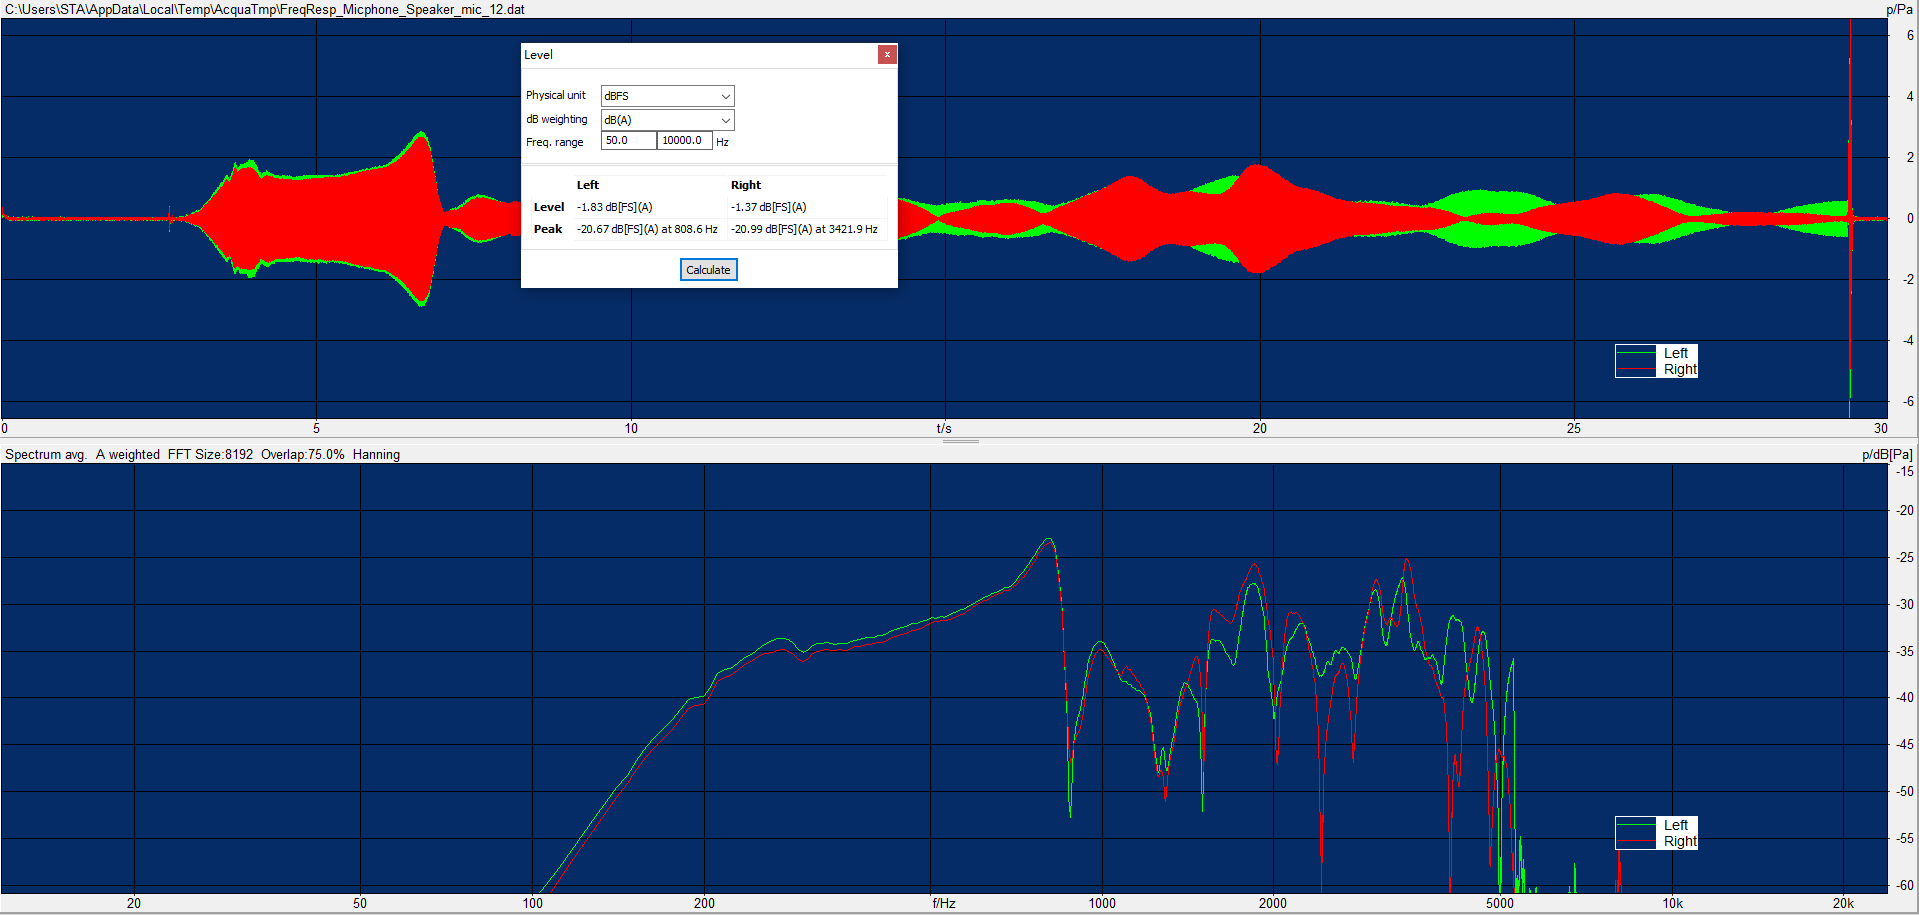 C:\Users\STA\AppData\Local\Temp\AcquaTmp\FreqResp_Micphone_Speaker_mic_12.dat
p/Pa
Level
x
Physical unit dBFS
dB weighting dB(A)
Freq. range 50.0 10000.0 Hz
Left Right
Level -1.83 dB[FS](A) -1.37 dB[FS](A)
Peak -20.67 dB[FS](A) at 808.6 Hz -20.99 dB[FS](A) at 3421.9 Hz
Calculate
6
4
2
0
-2
-4
-6
Left
Right
0 5 10 t/s 20 25 30
Spectrum avg. A weighted FFT Size:8192 Overlap:75.0% Hanning
p/dB[Pa]
-15
-20
-25
-30
-35
-40
-45
-50
-55
-60
Left
Right
20 50 100 200 f/Hz 1000 2000 5000 10k 20k